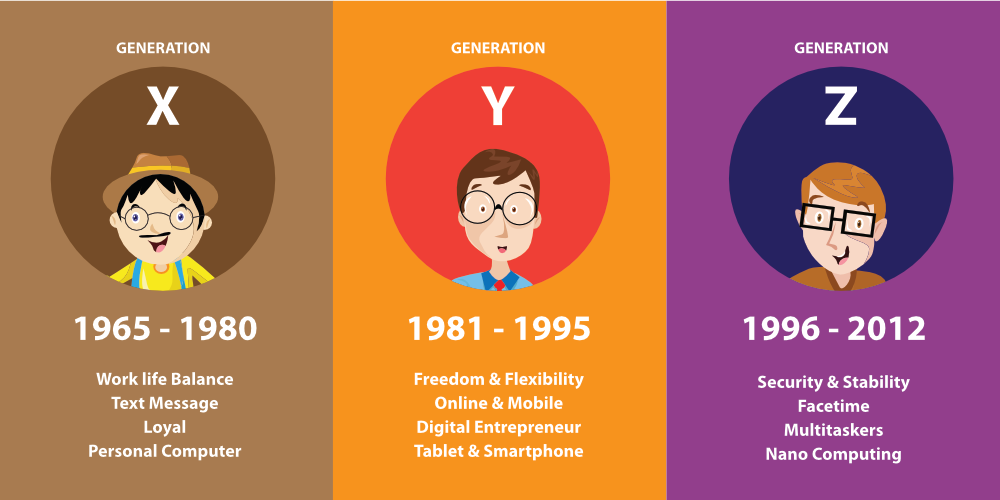 GENERATION
X
1965 - 1980
Work life Balance
Text Message
Loyal
Personal Computer
GENERATION
Y
1981 - 1995
Freedom & Flexibility
Online & Mobile
Digital Entrepreneur
Tablet & Smartphone
GENERATION
Z
1996 - 2012
Security & Stability
Facetime
Multitaskers
Nano Computing